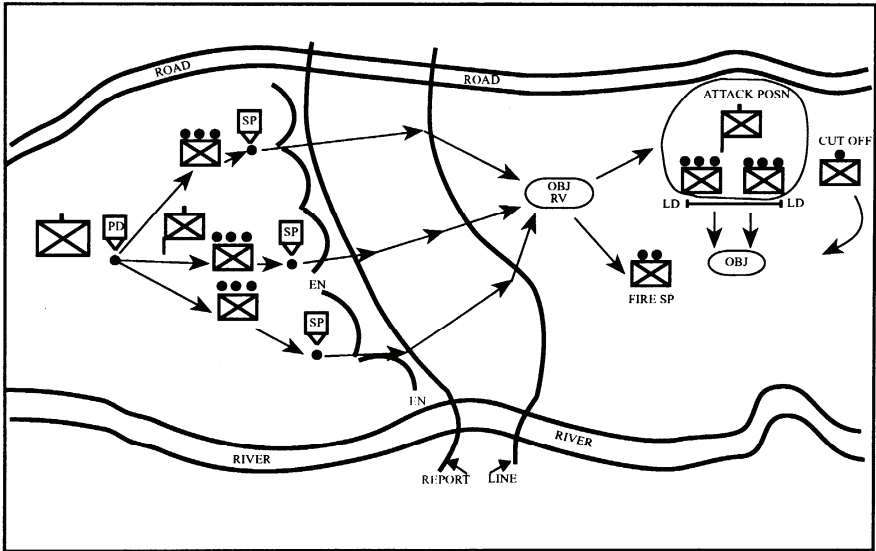 ROAD
ROAD
ATTACK POSN
SP
CUT OFF
OBJ
RV
LD
LD
PD
SP
OBJ
EN
FIRE SP
SP
EN
RIVER
RIVER
REPORT
LINE